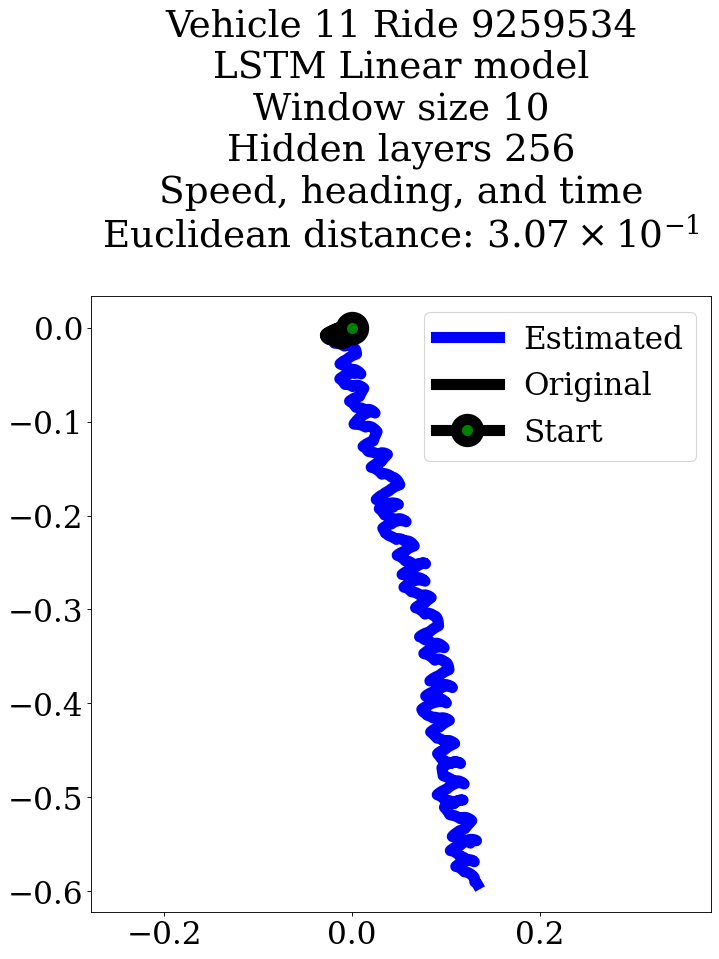 Vehicle 11 Ride 9259534
LSTM Linear model
Window size 10
Hidden layers 256
Speed, heading, and time
Euclidean distance: 3.07 × 10⁻¹
Estimated
Original
Start
0.0
−0.1
−0.2
−0.3
−0.4
−0.5
−0.6
−0.2 0.0 0.2